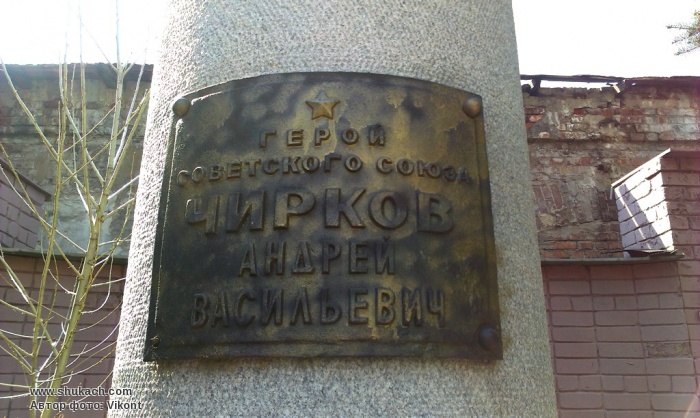 ГЕРОЙ
СОВЕТСКОГО СОЮЗА
ЧИРКОВ
АНДРЕЙ
ВАСИЛЬЕВИЧ
www.shukach.com
Автор фото: Vikont